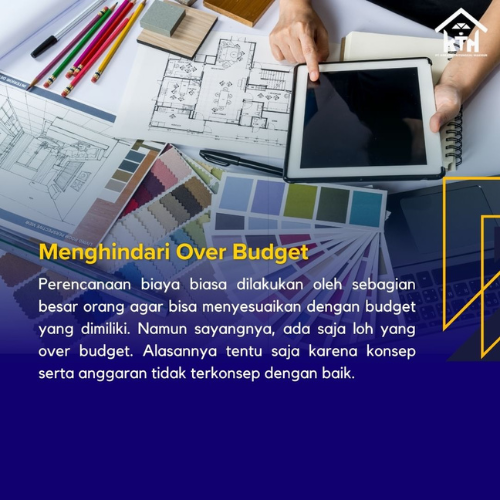 KTH
Menghindari Over Budget
Perencanaan biaya biasa dilakukan oleh sebagian
besar orang agar bisa menyesuaikan dengan budget
yang dimiliki. Namun sayangnya, ada saja loh yang
over budget. Alasannya tentu saja karena konsep
serta anggaran tidak terkonsep dengan baik.